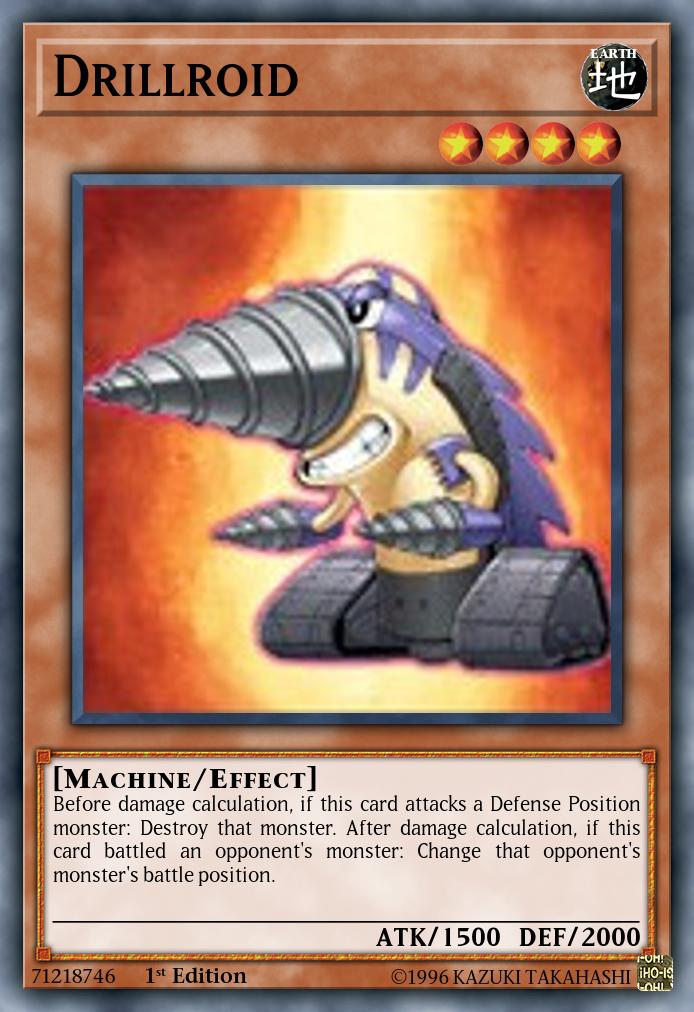 DRILLROID
EARTH
地
[MACHINE/EFFECT]
Before damage calculation, if this card attacks a Defense Position
monster: Destroy that monster. After damage calculation, if this
card battled an opponent's monster: Change that opponent's
monster's battle position.
ATK/1500 DEF/2000
71218746 1st Edition ©1996 KAZUKI TAKAHASHI